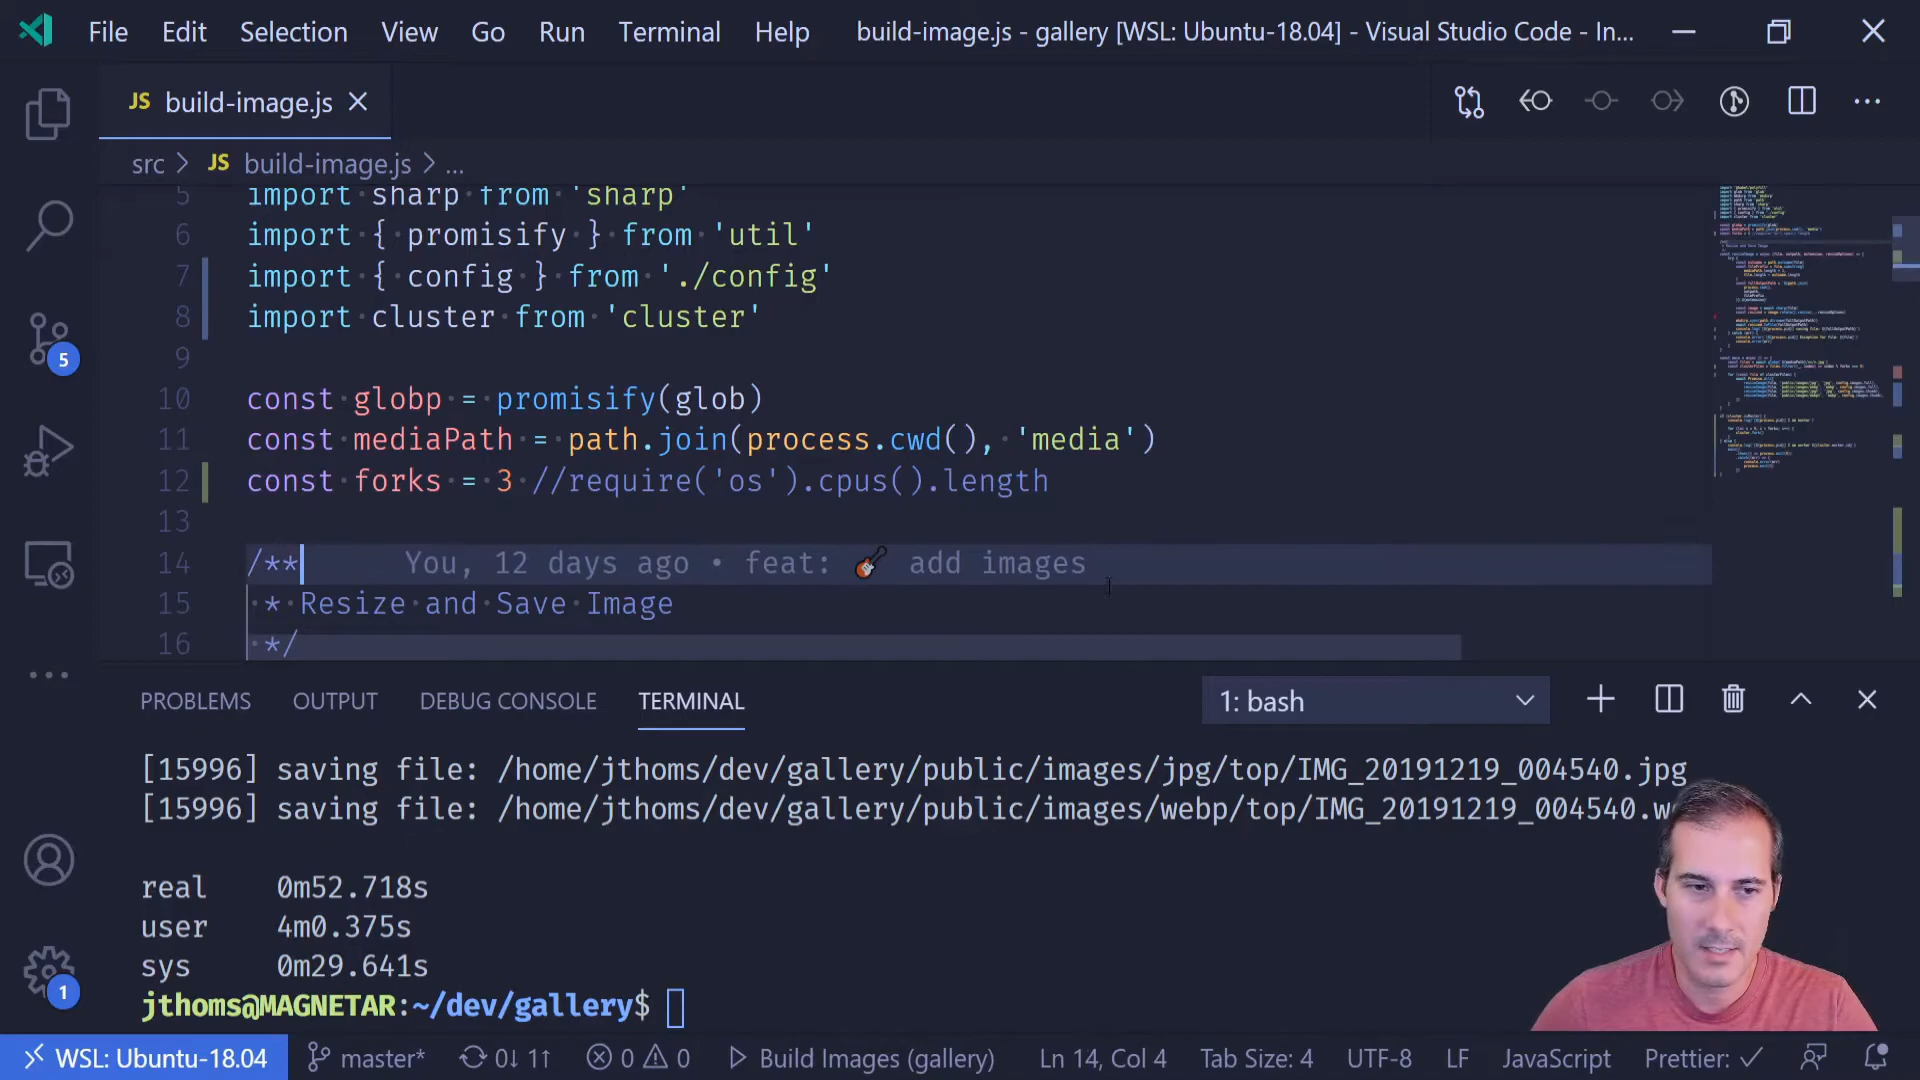 File Edit Selection View Go Run Terminal Help build-image.js - gallery [WSL: Ubuntu-18.04] - Visual Studio Code - In...
JS build-image.js
src > JS build-image.js > ...
5 import sharp from 'sharp'
6 import { promisify } from 'util'
7 import { config } from './config'
8 import cluster from 'cluster'
9
10 const globp = promisify(glob)
11 const mediaPath = path.join(process.cwd(), 'media')
12 const forks = 3 //require('os').cpus().length
13
14 /** You, 12 days ago • feat: 🎸 add images
15 * Resize and Save Image
16 */
5
PROBLEMS OUTPUT DEBUG CONSOLE TERMINAL 1: bash
[15996] saving file: /home/jthoms/dev/gallery/public/images/jpg/top/IMG_20191219_004540.jpg
[15996] saving file: /home/jthoms/dev/gallery/public/images/webp/top/IMG_20191219_004540.w
real 0m52.718s
user 4m0.375s
sys 0m29.641s
jthoms@MAGNETAR:~/dev/gallery$
1
WSL: Ubuntu-18.04 master* 0↓ 1↑ 0 0 Build Images (gallery) Ln 14, Col 4 Tab Size: 4 UTF-8 LF JavaScript Prettier: ✓